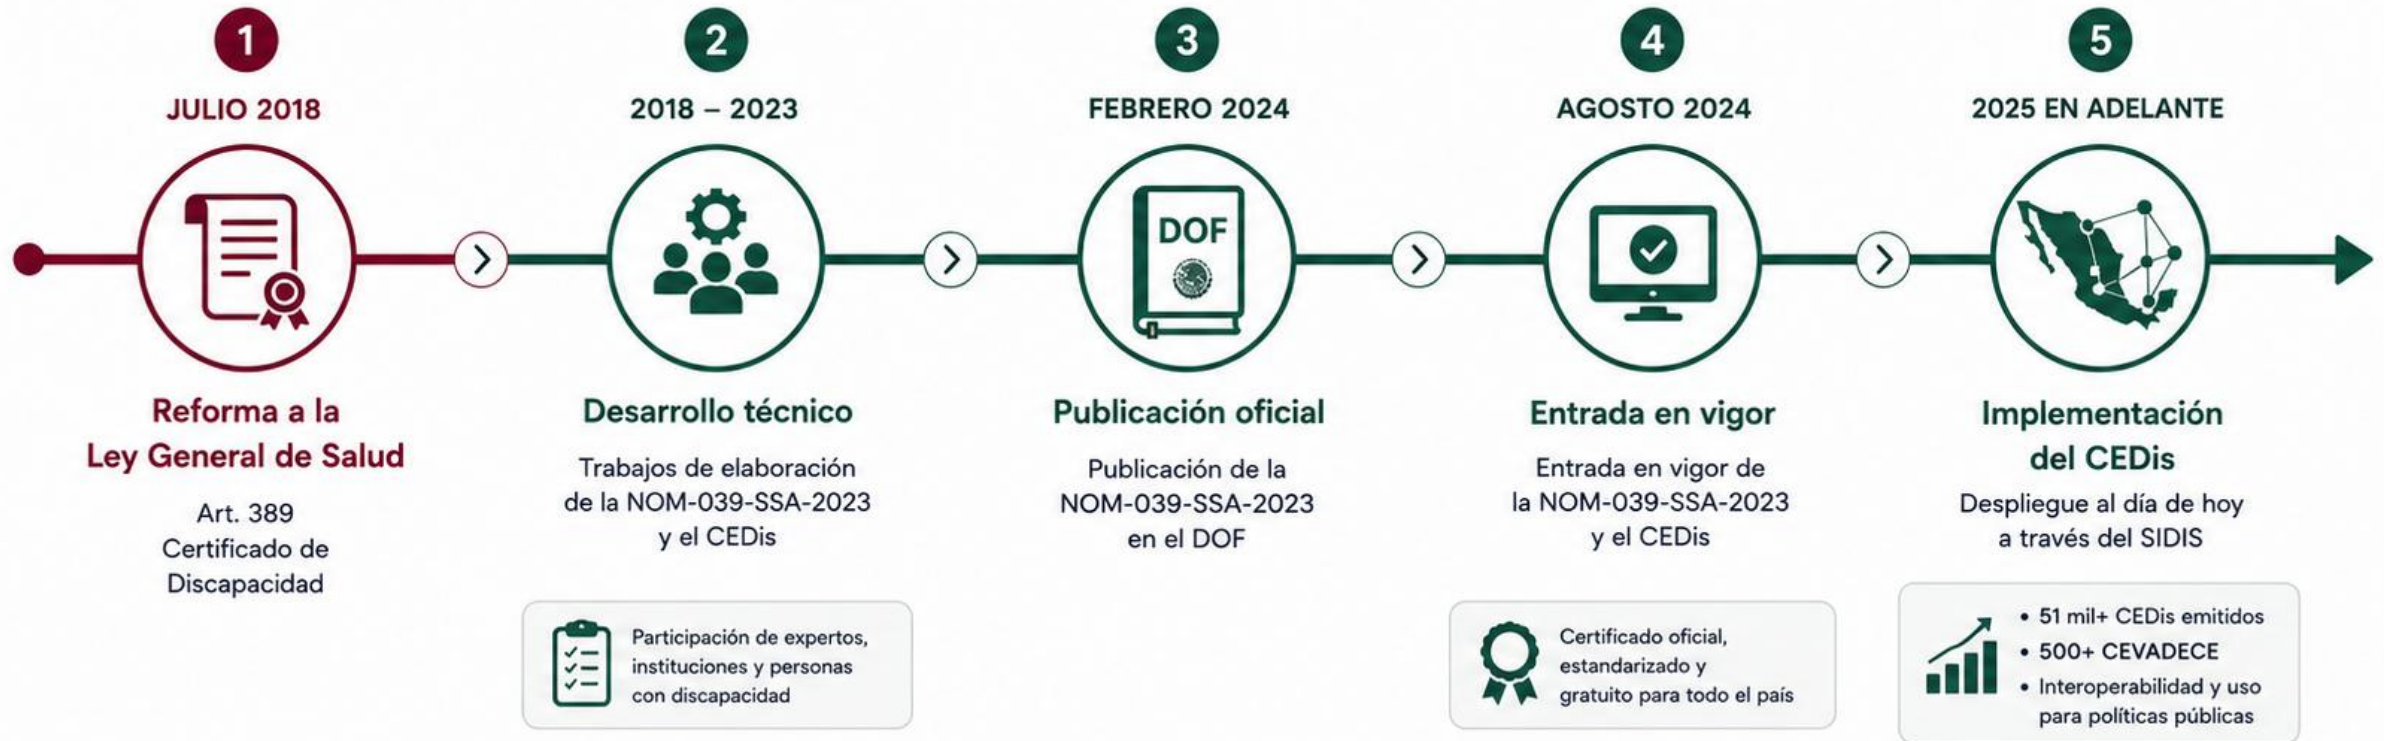 1
JULIO 2018
Reforma a la
Ley General de Salud
Art. 389
Certificado de
Discapacidad
2
2018 – 2023
Desarrollo técnico
Trabajos de elaboración
de la NOM-039-SSA-2023
y el CEDis
Participación de expertos,
instituciones y personas
con discapacidad
3
FEBRERO 2024
DOF
Publicación oficial
Publicación de la
NOM-039-SSA-2023
en el DOF
4
AGOSTO 2024
Entrada en vigor
Entrada en vigor de
la NOM-039-SSA-2023
y el CEDis
Certificado oficial,
estandarizado y
gratuito para todo el país
5
2025 EN ADELANTE
Implementación
del CEDis
Despliegue al día de hoy
a través del SIDIS
• 51 mil+ CEDis emitidos
• 500+ CEVADECE
• Interoperabilidad y uso
para políticas públicas